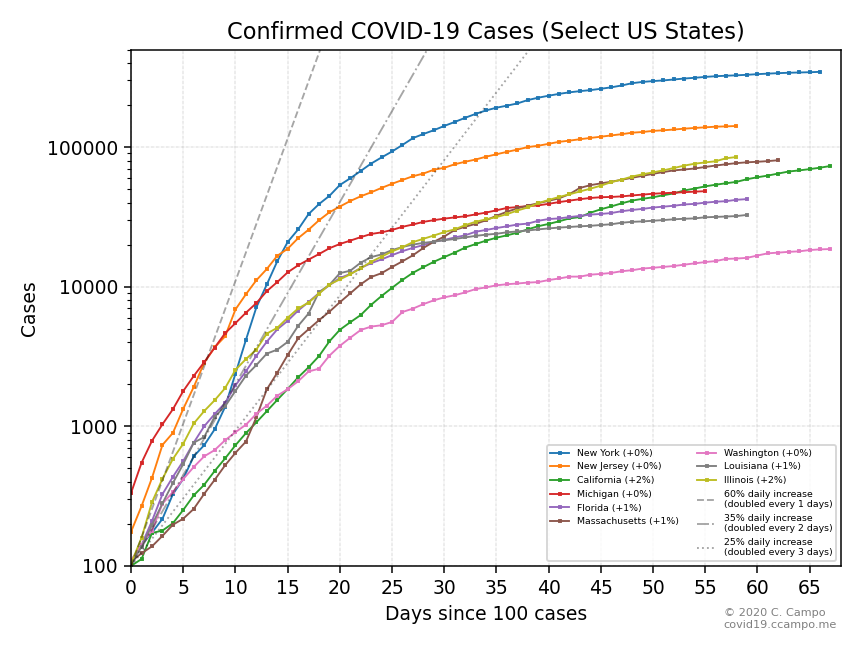 Confirmed COVID-19 Cases (Select US States)
Cases
100000
10000
1000
100
0 5 10 15 20 25 30 35 40 45 50 55 60 65
Days since 100 cases
New York (+0%)
New Jersey (+0%)
California (+2%)
Michigan (+0%)
Florida (+1%)
Massachusetts (+1%)
Washington (+0%)
Louisiana (+1%)
Illinois (+2%)
60% daily increase
(doubled every 1 days)
35% daily increase
(doubled every 2 days)
25% daily increase
(doubled every 3 days)
© 2020 C. Campo
covid19.ccampo.me